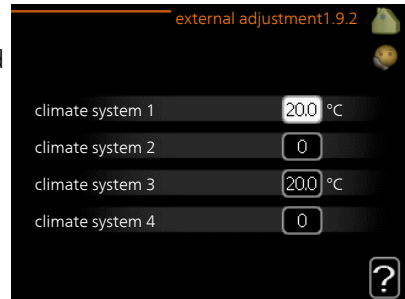 external adjustment1.9.2
climate system 1 20.0 °C
climate system 2 0
climate system 3 20.0 °C
climate system 4 0
?